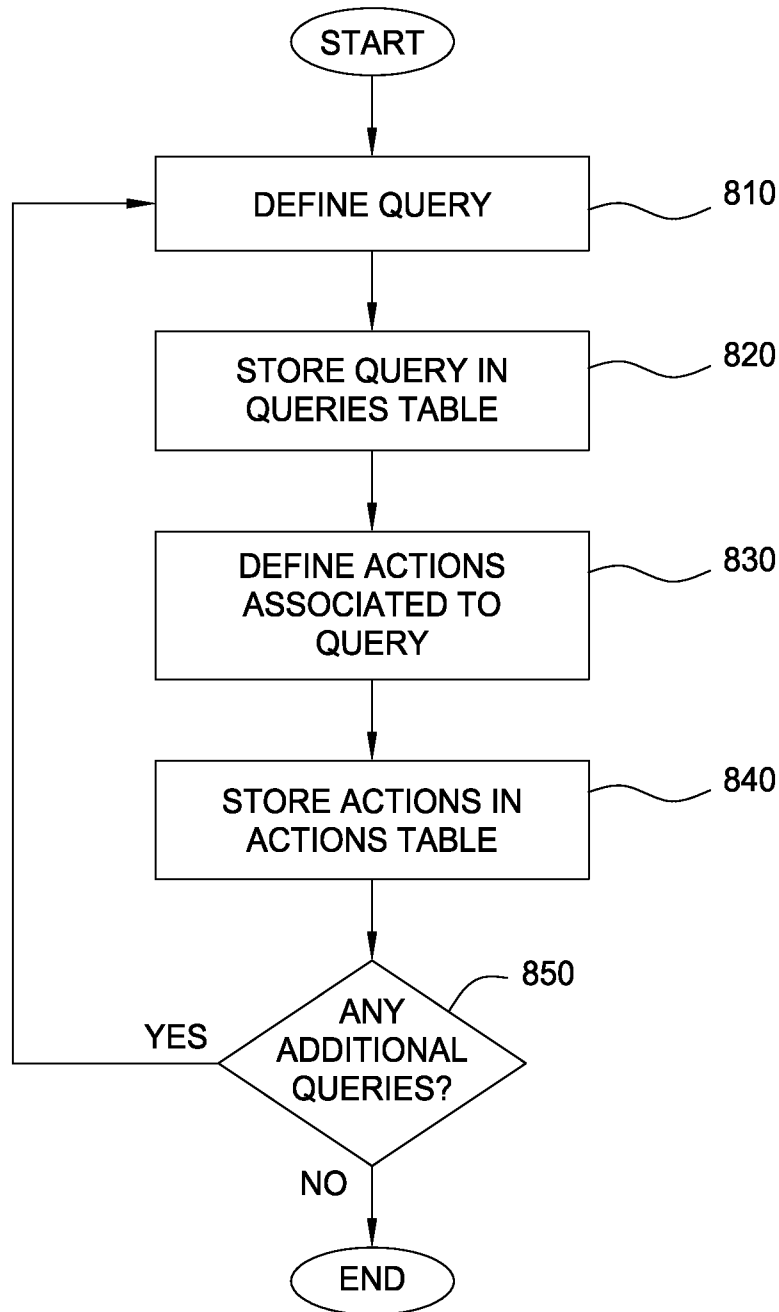 START
DEFINE QUERY
810
STORE QUERY IN
QUERIES TABLE
820
DEFINE ACTIONS
ASSOCIATED TO
QUERY
830
STORE ACTIONS IN
ACTIONS TABLE
840
850
ANY
ADDITIONAL
QUERIES?
YES
NO
END